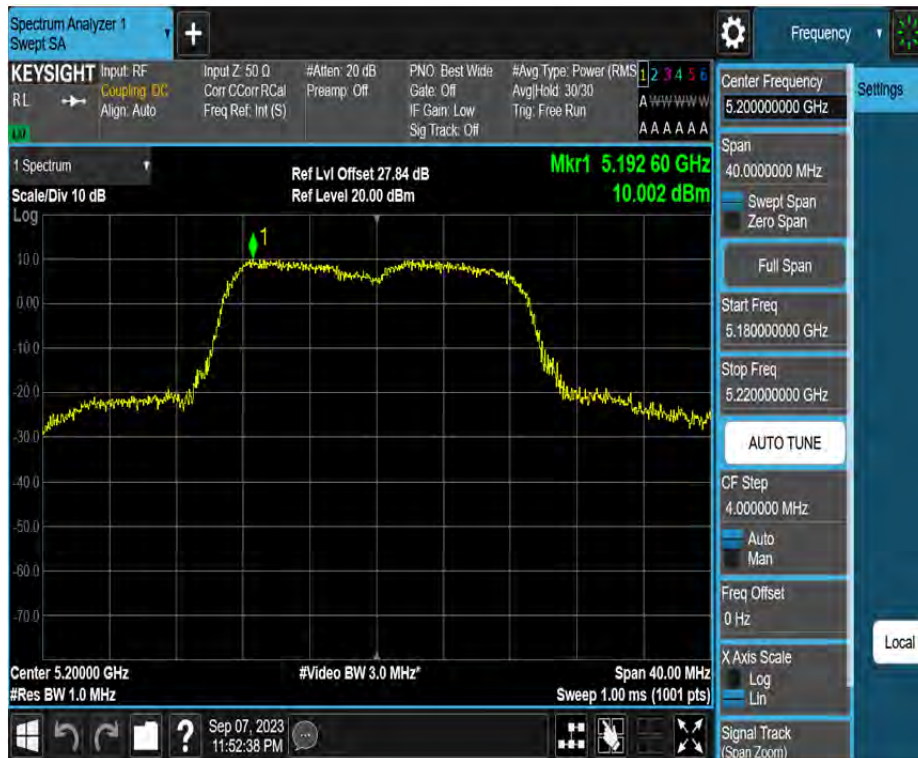 Spectrum Analyzer 1
Swept SA
+
Frequency
KEYSIGHT
RL
Input: RF
Coupling: DC
Align: Auto
Input Z: 50 Ω
Corr CCorr RCal
Freq Ref: Int (S)
#Atten: 20 dB
Preamp: Off
PNO: Best Wide
Gate: Off
IF Gain: Low
Sig Track: Off
#Avg Type: Power (RMS
Avg|Hold: 30/30
Trig: Free Run
1 2 3 4 5 6
A W W W W W
A A A A A A
1 Spectrum
Scale/Div 10 dB
Log
Ref Lvl Offset 27.84 dB
Ref Level 20.00 dBm
Mkr1 5.192 60 GHz
10.002 dBm
1
10.0
0.00
-10.0
-20.0
-30.0
-40.0
-50.0
-60.0
-70.0
Center 5.20000 GHz
#Res BW 1.0 MHz
#Video BW 3.0 MHz*
Span 40.00 MHz
Sweep 1.00 ms (1001 pts)
?
Sep 07, 2023
11:52:38 PM
Center Frequency
5.200000000 GHz
Span
40.0000000 MHz
Swept Span
Zero Span
Full Span
Start Freq
5.180000000 GHz
Stop Freq
5.220000000 GHz
AUTO TUNE
CF Step
4.000000 MHz
Auto
Man
Freq Offset
0 Hz
X Axis Scale
Log
Lin
Signal Track
(Span Zoom)
Settings
Local